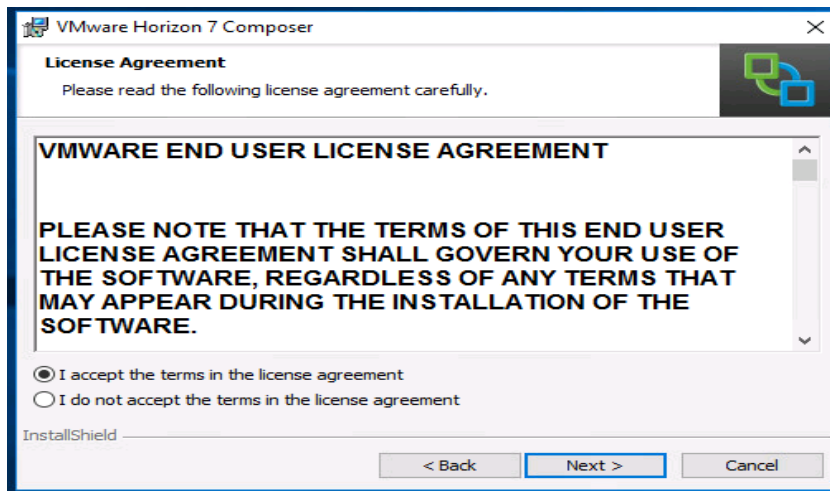 VMware Horizon 7 Composer
License Agreement
Please read the following license agreement carefully.
VMWARE END USER LICENSE AGREEMENT
PLEASE NOTE THAT THE TERMS OF THIS END USER
LICENSE AGREEMENT SHALL GOVERN YOUR USE OF
THE SOFTWARE, REGARDLESS OF ANY TERMS THAT
MAY APPEAR DURING THE INSTALLATION OF THE
SOFTWARE.
I accept the terms in the license agreement
I do not accept the terms in the license agreement
InstallShield
< Back Next > Cancel